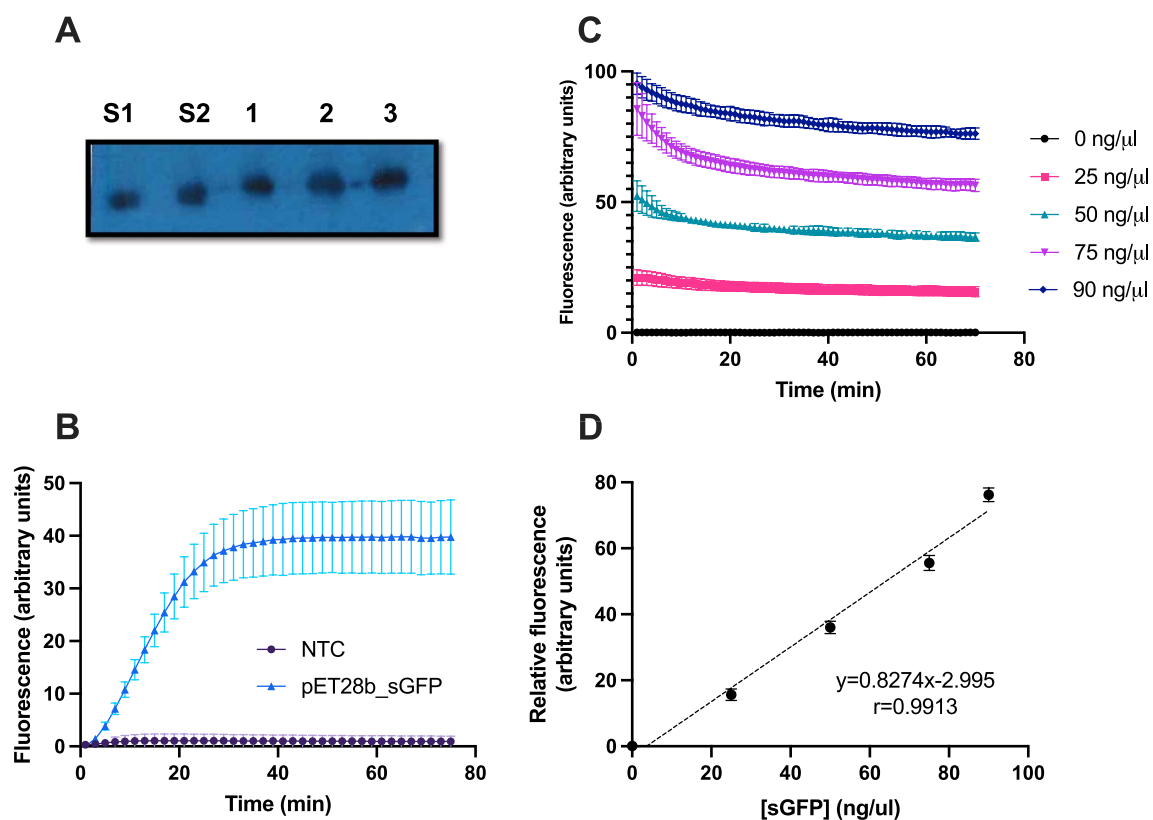 A
S1 S2 1 2 3
C
Fluorescence (arbitrary units)
100
50
0
0 20 40 60 80
Time (min)
0 ng/μl
25 ng/μl
50 ng/μl
75 ng/μl
90 ng/μl
B
Fluorescence (arbitrary units)
50
40
30
20
10
0
0 20 40 60 80
Time (min)
NTC
pET28b_sGFP
D
Relative fluorescence
(arbitrary units)
80
60
40
20
0
0 20 40 60 80 100
[sGFP] (ng/ul)
y=0.8274x-2.995
r=0.9913